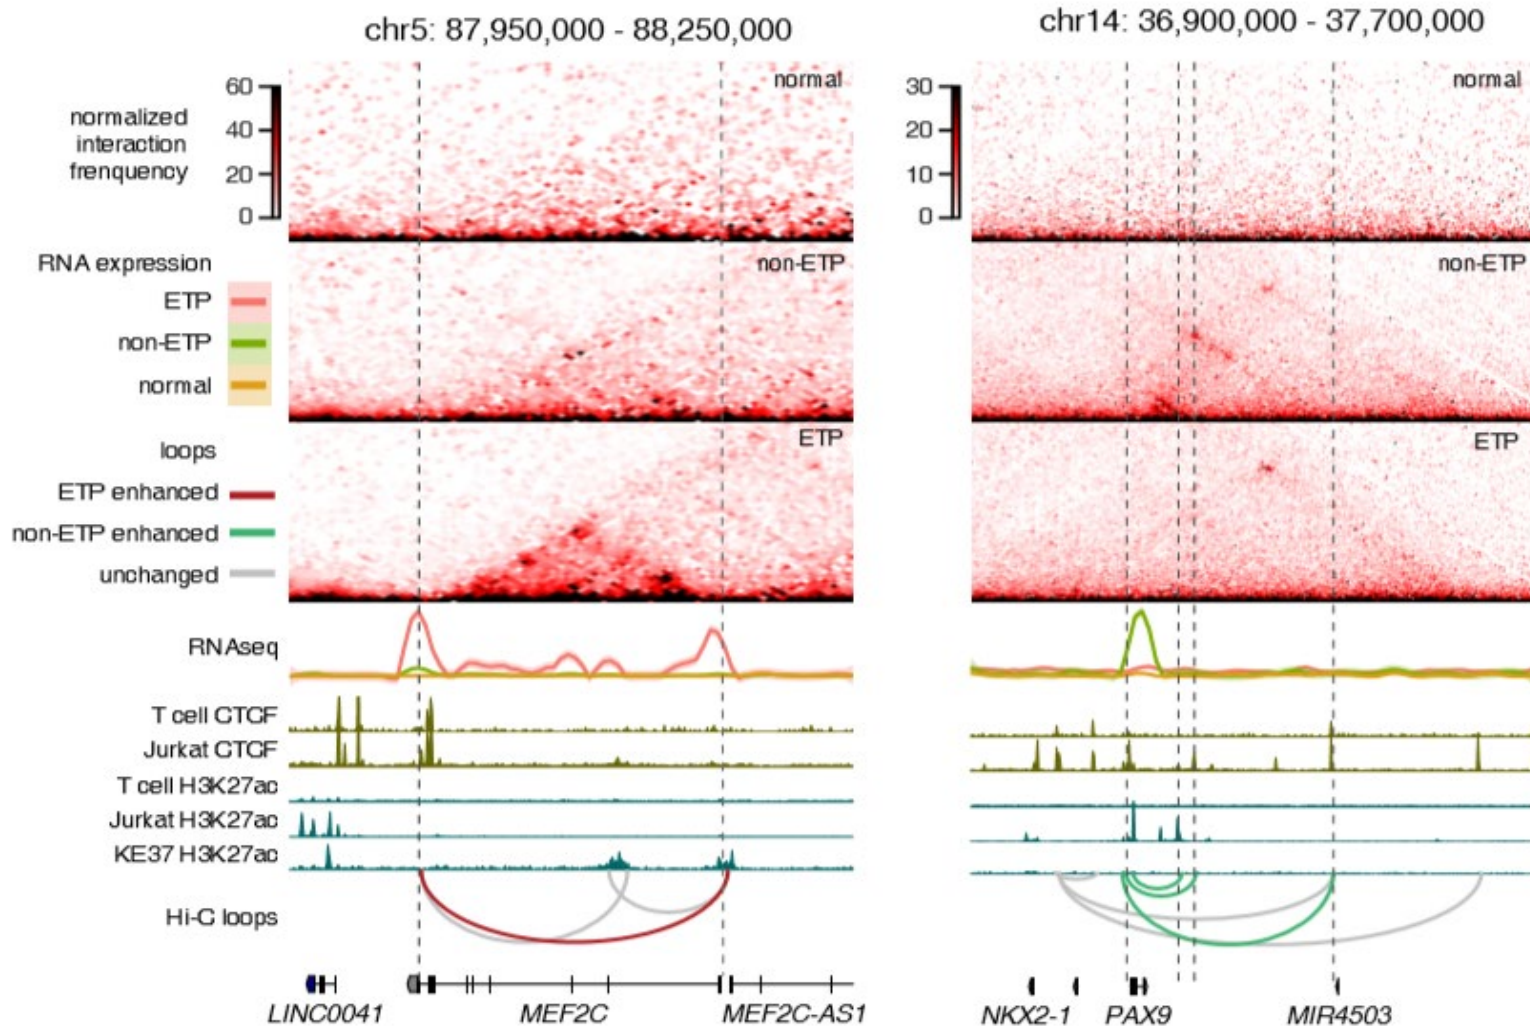 chr5: 87,950,000 - 88,250,000
chr14: 36,900,000 - 37,700,000
normalized
interaction
frenquency
60
40
20
0
normal
30
20
10
0
normal
RNA expression
ETP
non-ETP
normal
non-ETP
non-ETP
loops
ETP enhanced
non-ETP enhanced
unchanged
ETP
ETP
RNAseq
T cell CTCF
Jurkat CTCF
T cell H3K27ac
Jurkat H3K27ac
KE37 H3K27ac
Hi-C loops
LINC0041
MEF2C
MEF2C-AS1
NKX2-1
PAX9
MIR4503